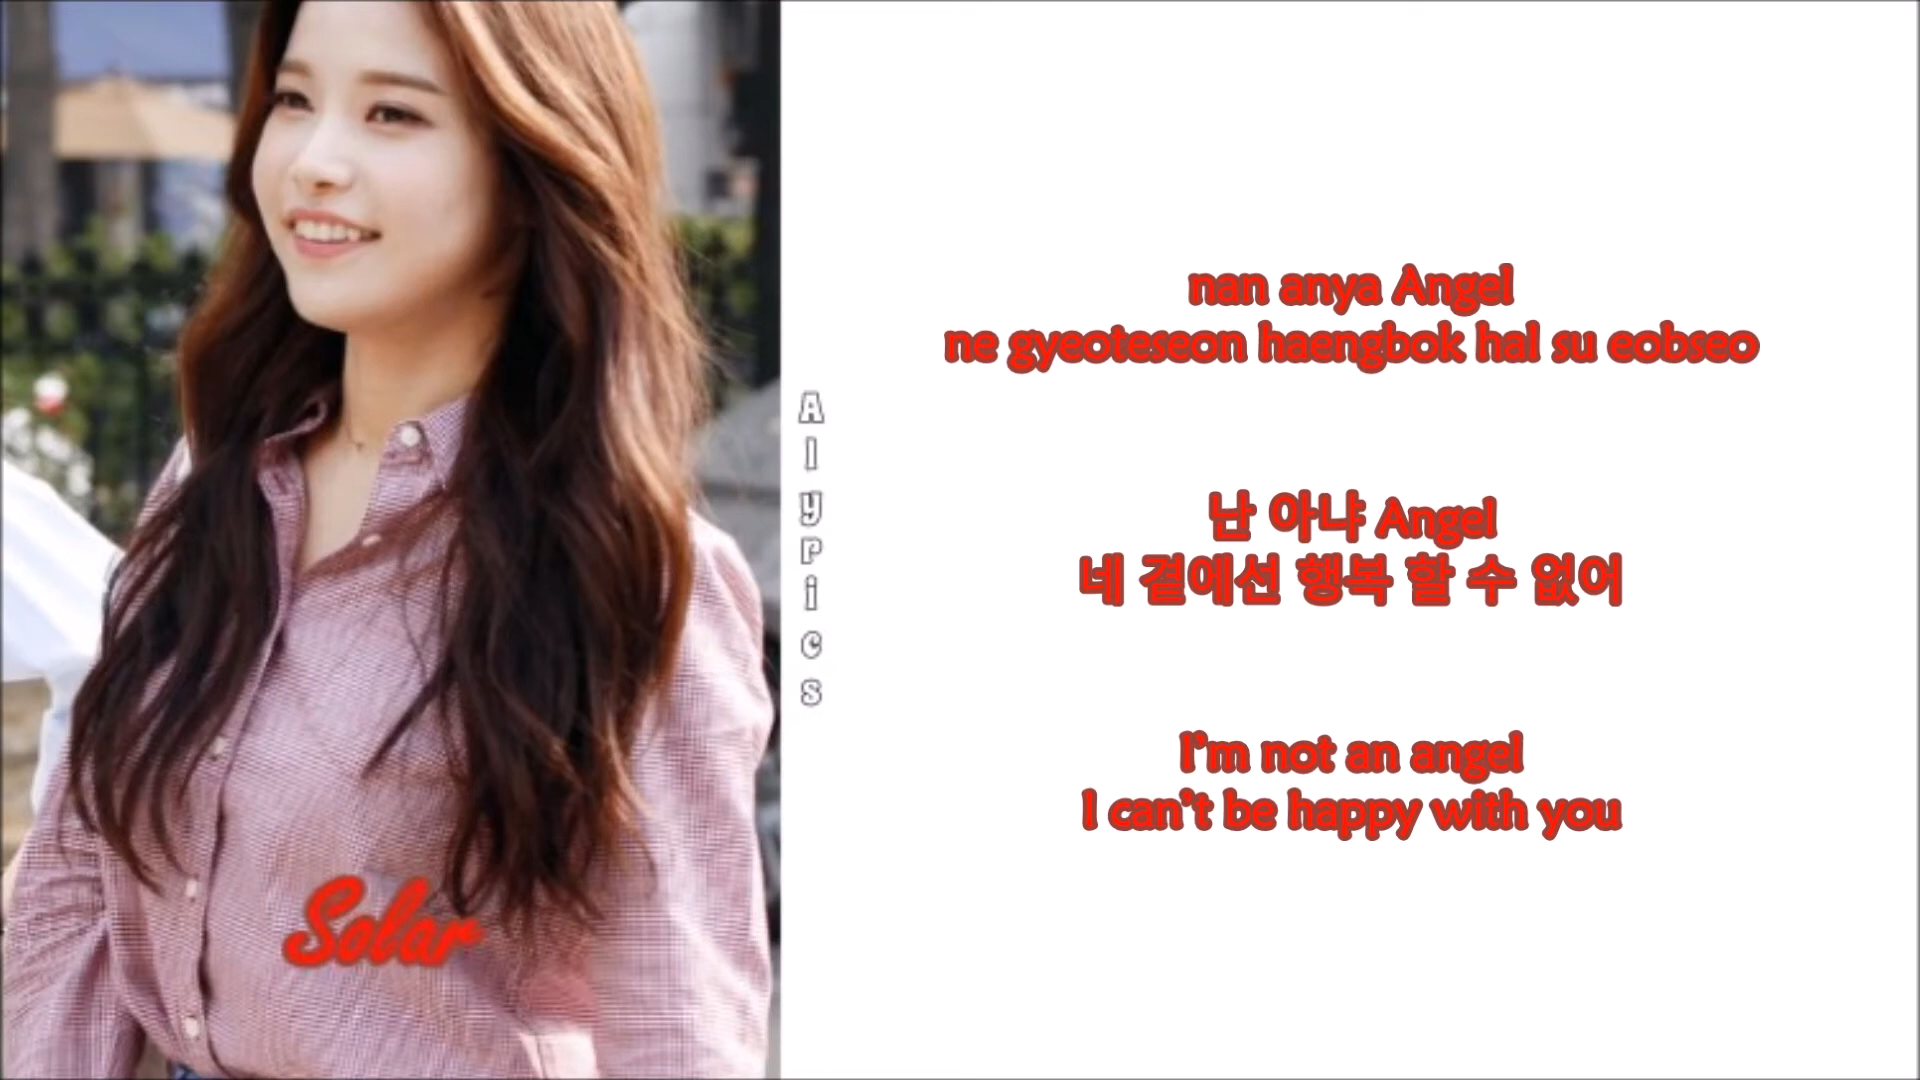 Solar
Alyrics
nan anya Angel
ne gyeoteseon haengbok hal su eobseo
난 아냐 Angel
네 곁에선 행복 할 수 없어
I'm not an angel
I can't be happy with you